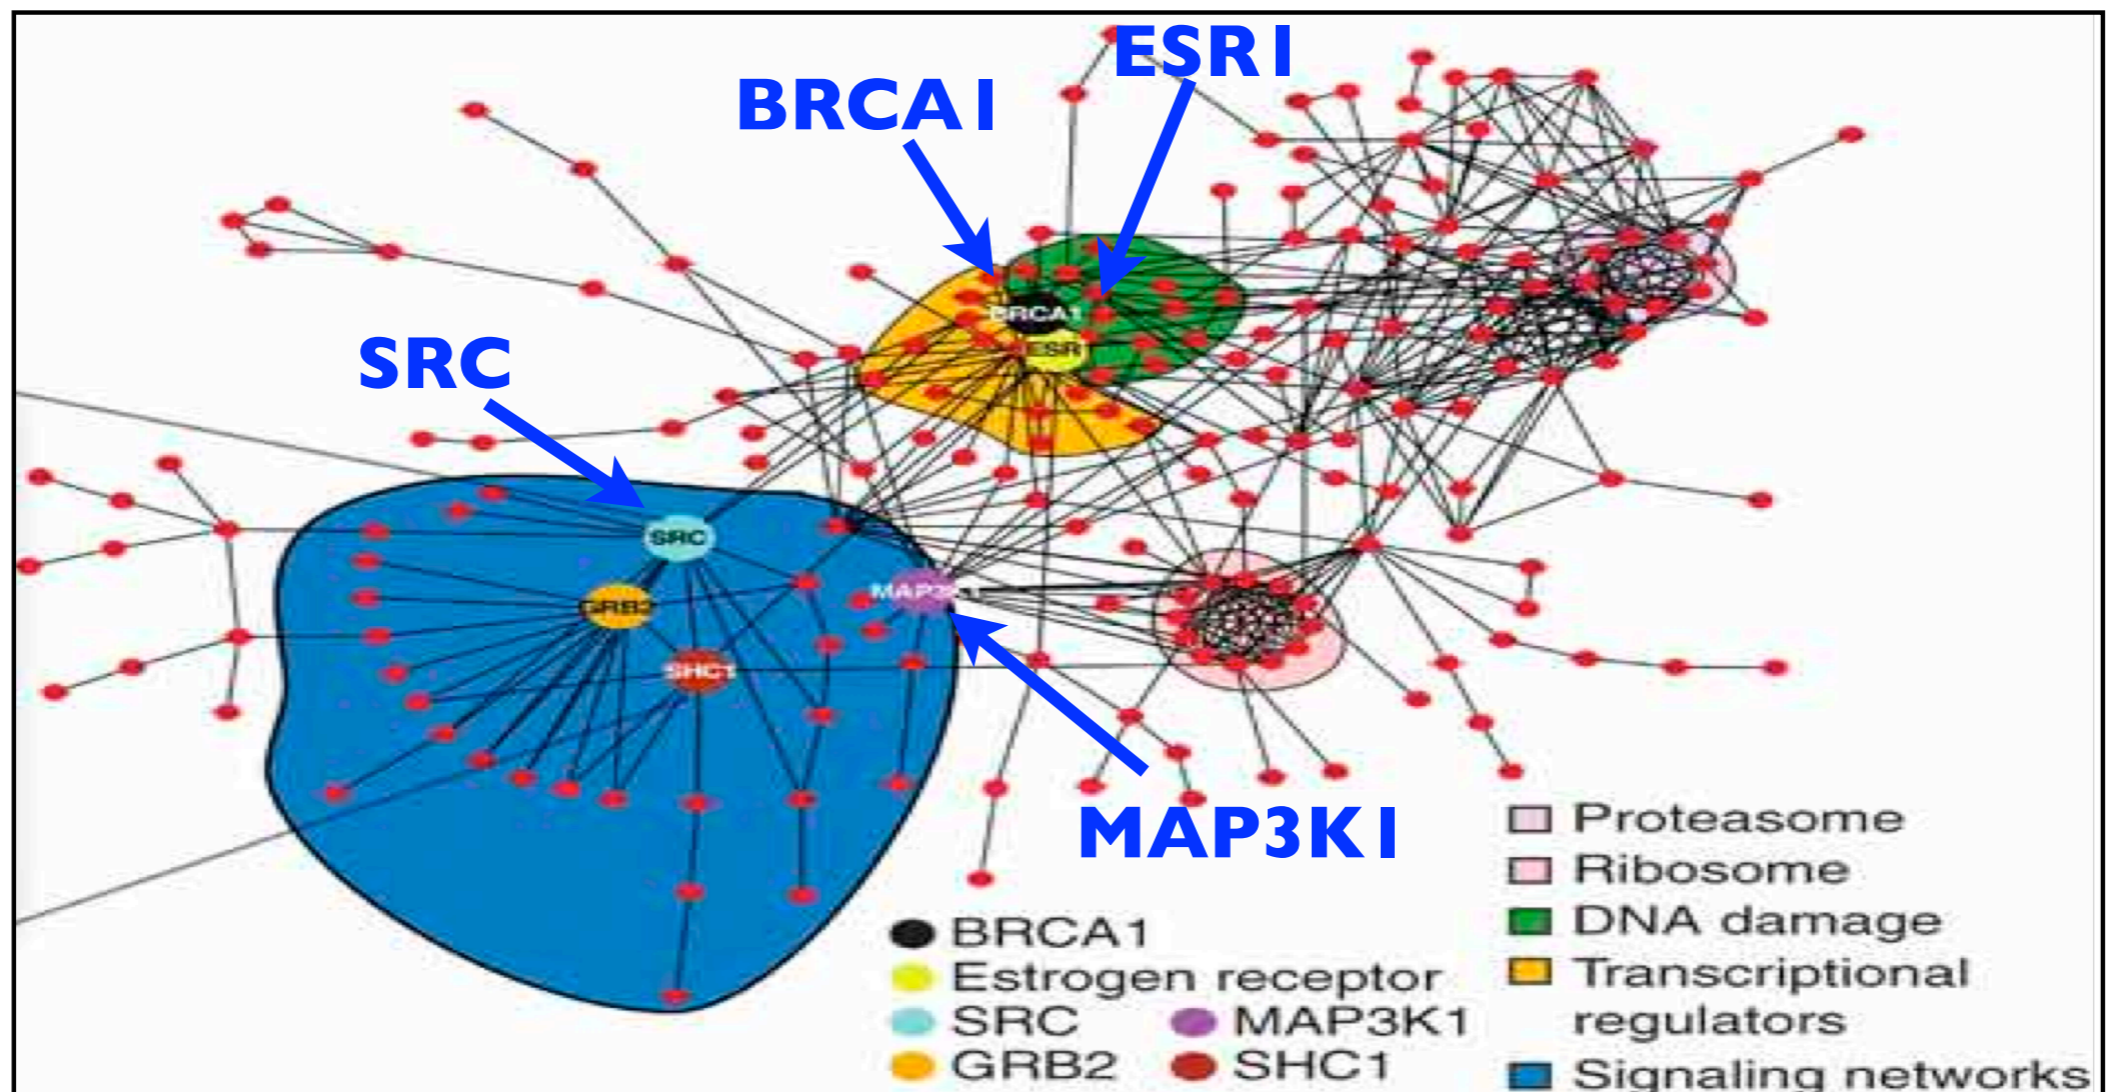 ESR1
BRCA1
BRCA1
ESR
SRC
SRC
GRB2
MAP3K1
SHC1
MAP3K1
BRCA1
Estrogen receptor
SRC
MAP3K1
GRB2
SHC1
Proteasome
Ribosome
DNA damage
Transcriptional
regulators
Signaling networks